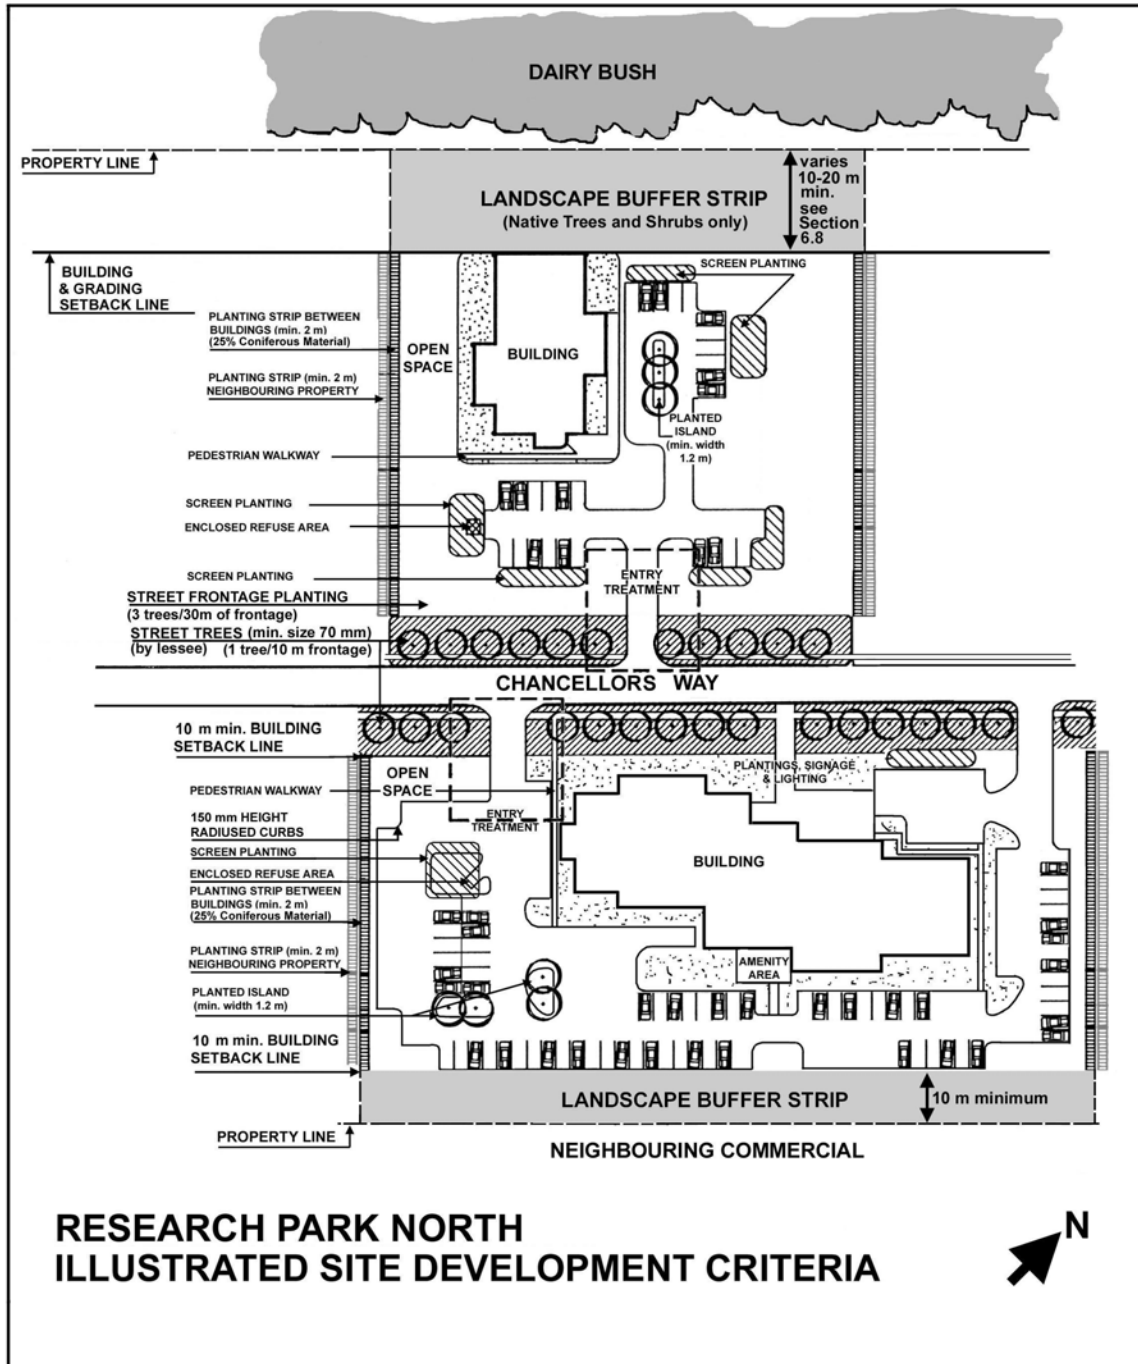 DAIRY BUSH
PROPERTY LINE
LANDSCAPE BUFFER STRIP
(Native Trees and Shrubs only)
varies
10-20 m
min.
see
Section
6.8
BUILDING
& GRADING
SETBACK LINE
SCREEN PLANTING
PLANTING STRIP BETWEEN
BUILDINGS (min. 2 m)
(25% Coniferous Material)
OPEN
SPACE
BUILDING
PLANTING STRIP (min. 2 m)
NEIGHBOURING PROPERTY
PLANTED
ISLAND
(min. width
1.2 m)
PEDESTRIAN WALKWAY
SCREEN PLANTING
ENCLOSED REFUSE AREA
SCREEN PLANTING
ENTRY
TREATMENT
STREET FRONTAGE PLANTING
(3 trees/30m of frontage)
STREET TREES (min. size 70 mm)
(by lessee) (1 tree/10 m frontage)
CHANCELLORS WAY
10 m min. BUILDING
SETBACK LINE
OPEN
SPACE
PLANTINGS, SIGNAGE
& LIGHTING
PEDESTRIAN WALKWAY
ENTRY
TREATMENT
150 mm HEIGHT
RADIUSED CURBS
SCREEN PLANTING
BUILDING
ENCLOSED REFUSE AREA
PLANTING STRIP BETWEEN
BUILDINGS (min. 2 m)
(25% Coniferous Material)
PLANTING STRIP (min. 2 m)
NEIGHBOURING PROPERTY
AMENITY
AREA
PLANTED ISLAND
(min. width 1.2 m)
10 m min. BUILDING
SETBACK LINE
LANDSCAPE BUFFER STRIP
10 m minimum
PROPERTY LINE
NEIGHBOURING COMMERCIAL
RESEARCH PARK NORTH
ILLUSTRATED SITE DEVELOPMENT CRITERIA
N